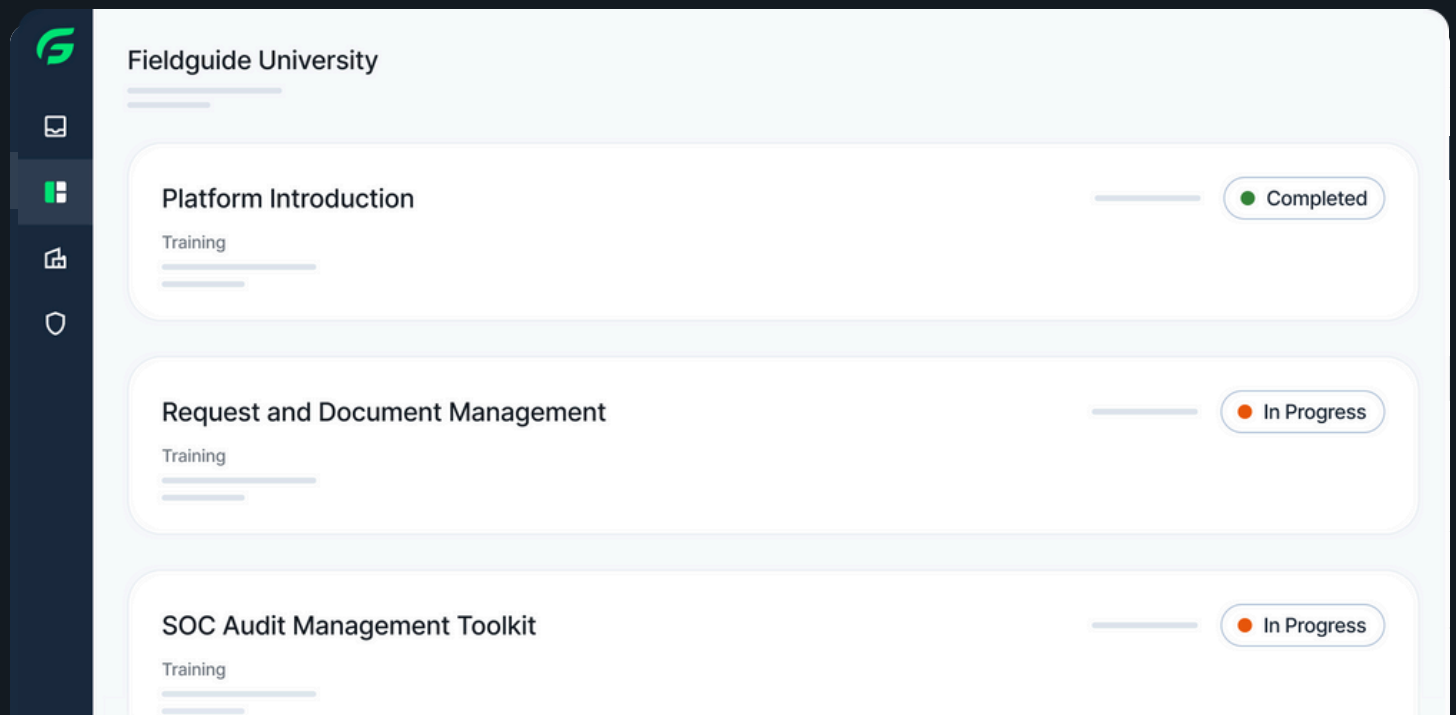 Fieldguide University
Platform Introduction
Completed
Training
Request and Document Management
In Progress
Training
SOC Audit Management Toolkit
In Progress
Training